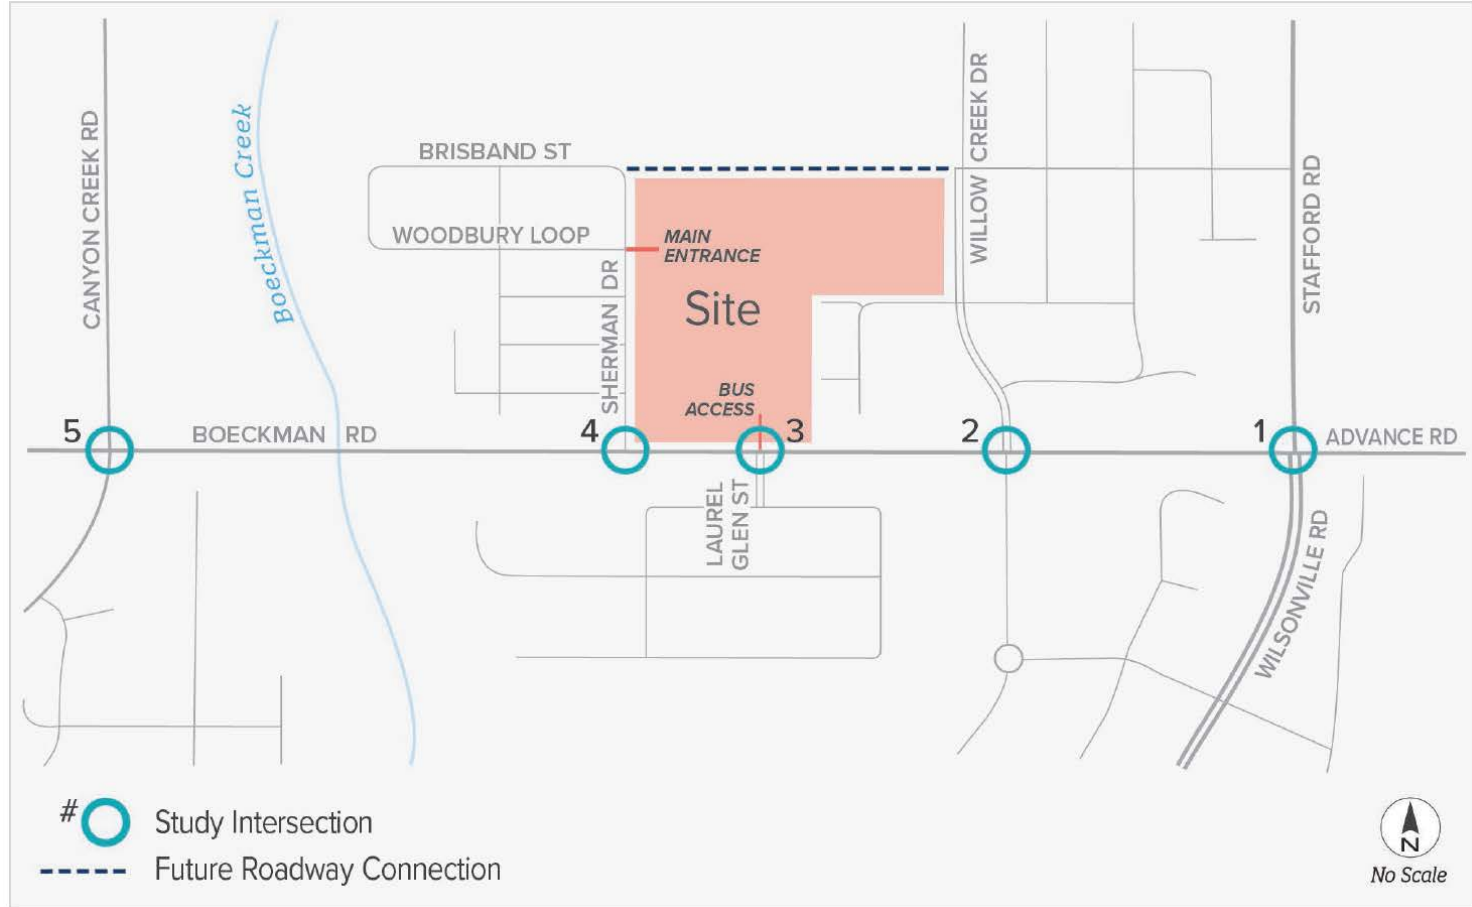 CANYON CREEK RD
Boeckman Creek
BRISBAND ST
WOODBURY LOOP
SHERMAN DR
MAIN
ENTRANCE
Site
BUS
ACCESS
WILLOW CREEK DR
STAFFORD RD
5
BOECKMAN RD
4
3
2
1
ADVANCE RD
LAUREL
GLEN ST
WILSONVILLE RD
# Study Intersection
Future Roadway Connection
N
No Scale